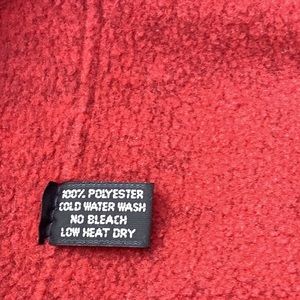 100% POLYESTER
COLD WATER WASH
NO BLEACH
LOW HEAT DRY